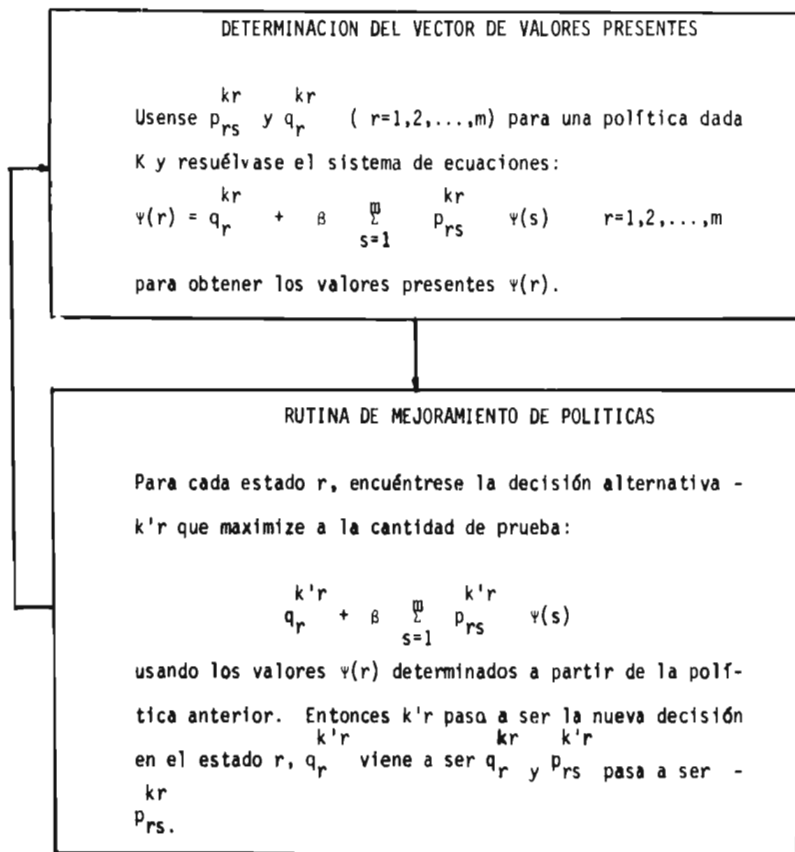 DETERMINACION DEL VECTOR DE VALORES PRESENTES
kr kr
Usense p_rs y q_r ( r=1,2,...,m) para una política dada
K y resuélvase el sistema de ecuaciones:
kr kr
Ψ(r) = q_r + β Σ p_rs Ψ(s) r=1,2,...,m
m
s=1
para obtener los valores presentes Ψ(r).
RUTINA DE MEJORAMIENTO DE POLITICAS
Para cada estado r, encuéntrese la decisión alternativa -
k'r que maximize a la cantidad de prueba:
k'r m k'r
q_r + β Σ p_rs Ψ(s)
s=1
usando los valores Ψ(r) determinados a partir de la polí-
tica anterior. Entonces k'r pasa a ser la nueva decisión
k'r kr k'r
en el estado r, q_r viene a ser q_r y p_rs pasa a ser -
kr
p_rs.